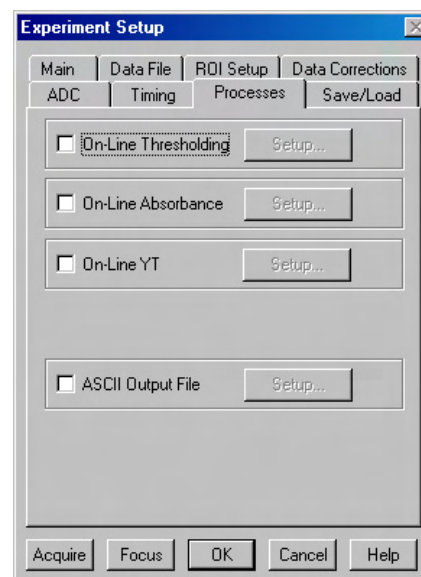 Experiment Setup
Main Data File ROI Setup Data Corrections
ADC Timing Processes Save/Load
On-Line Thresholding Setup...
On-Line Absorbance Setup...
On-Line YT Setup...
ASCII Output File Setup...
Acquire Focus OK Cancel Help